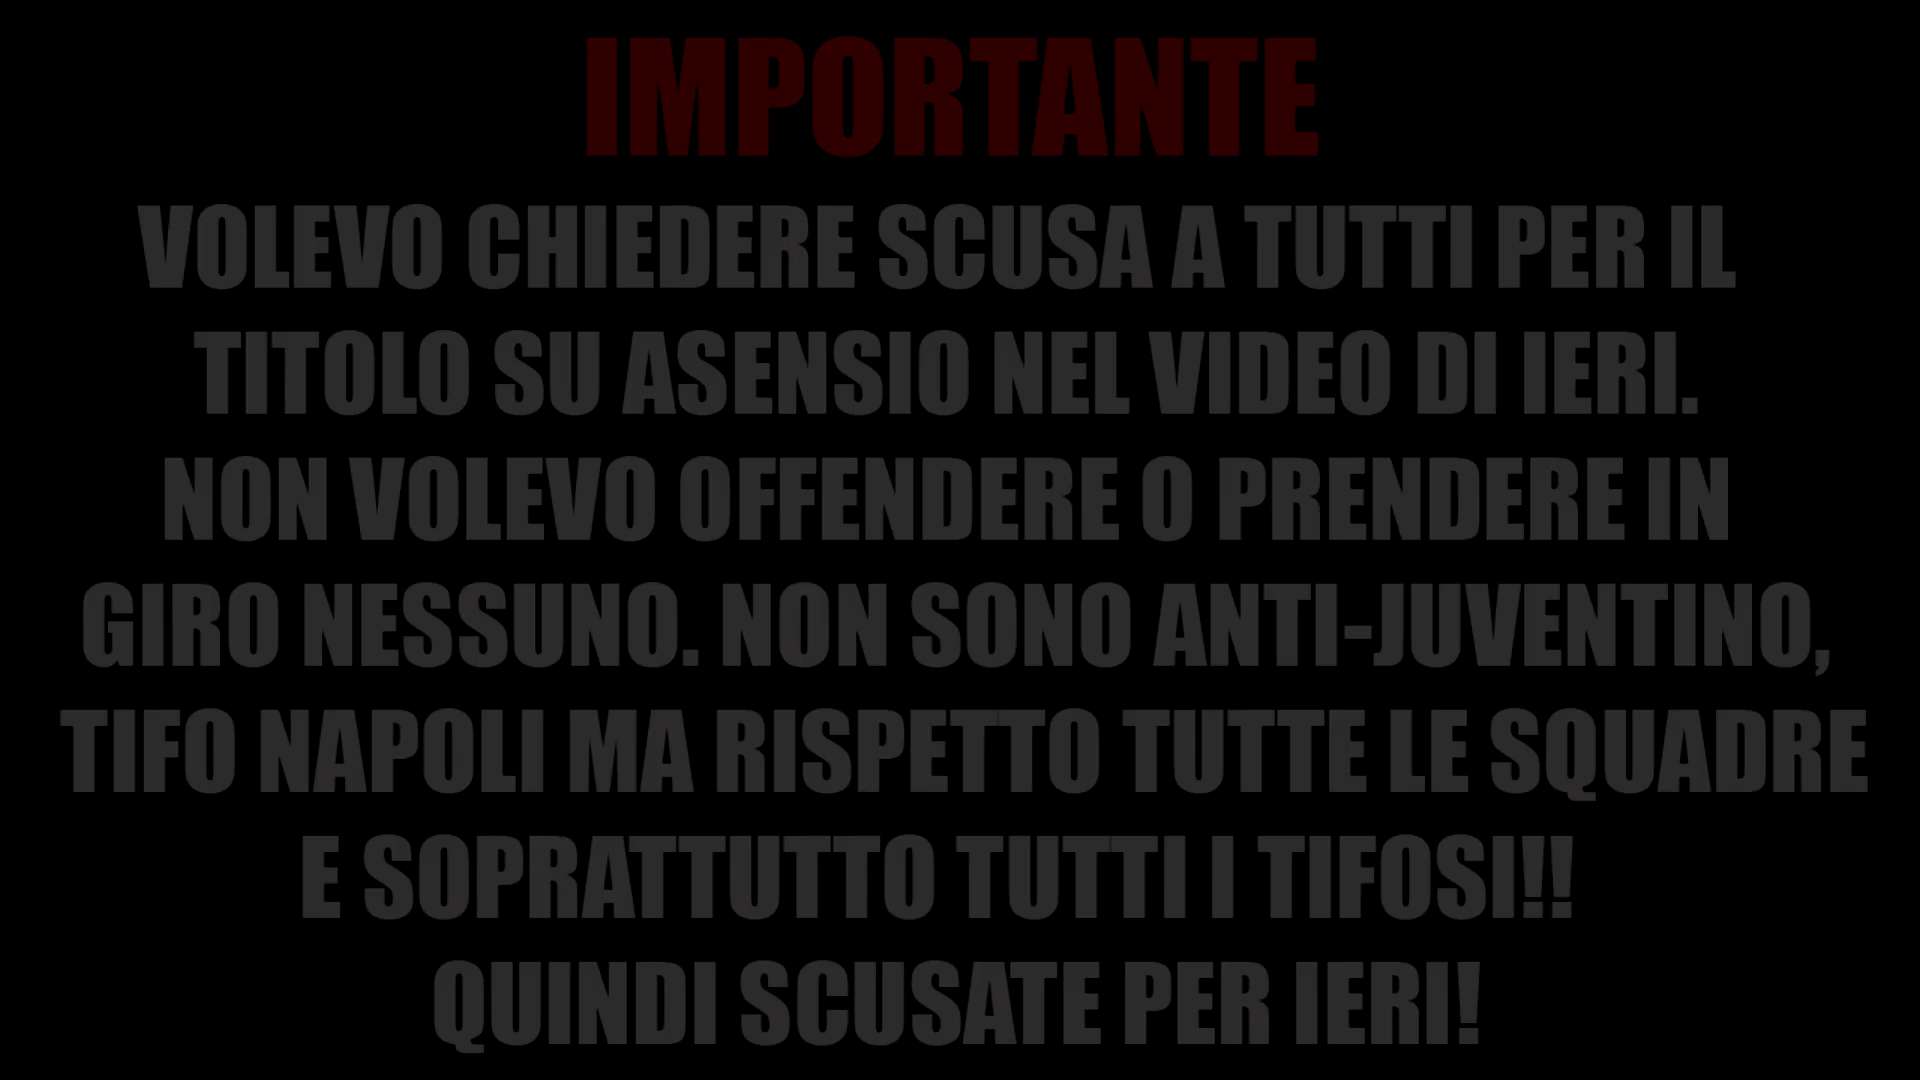 IMPORTANTE
VOLEVO CHIEDERE SCUSA A TUTTI PER IL
TITOLO SU ASENSIO NEL VIDEO DI IERI.
NON VOLEVO OFFENDERE O PRENDERE IN
GIRO NESSUNO. NON SONO ANTI-JUVENTINO,
TIFO NAPOLI MA RISPETTO TUTTE LE SQUADRE
E SOPRATTUTTO TUTTI I TIFOSI!!
QUINDI SCUSATE PER IERI!